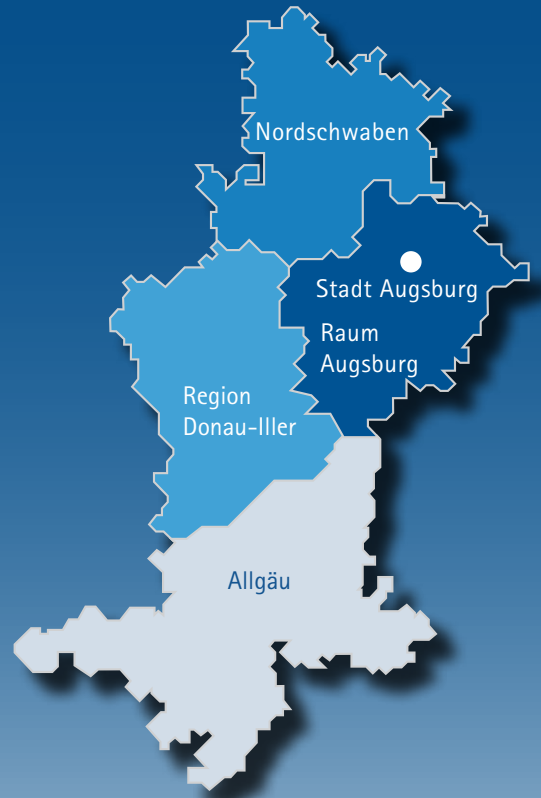 Nordschwaben
Stadt Augsburg
Raum
Augsburg
Region
Donau-Iller
Allgäu